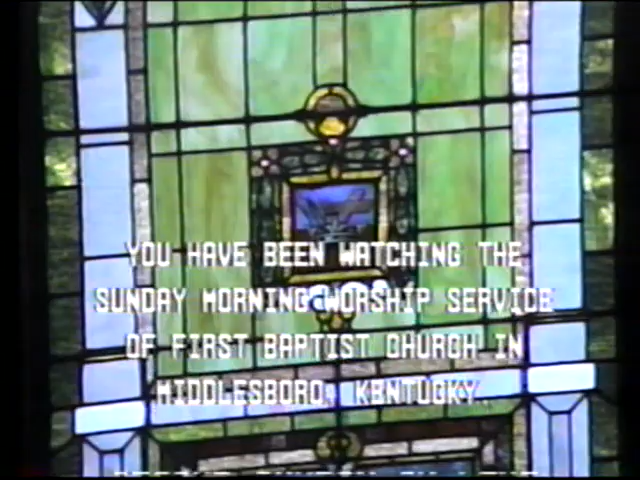 YOU HAVE BEEN WATCHING THE
SUNDAY MORNING WORSHIP SERVICE
OF FIRST BAPTIST CHURCH IN
MIDDLESBORO, KENTUCKY.